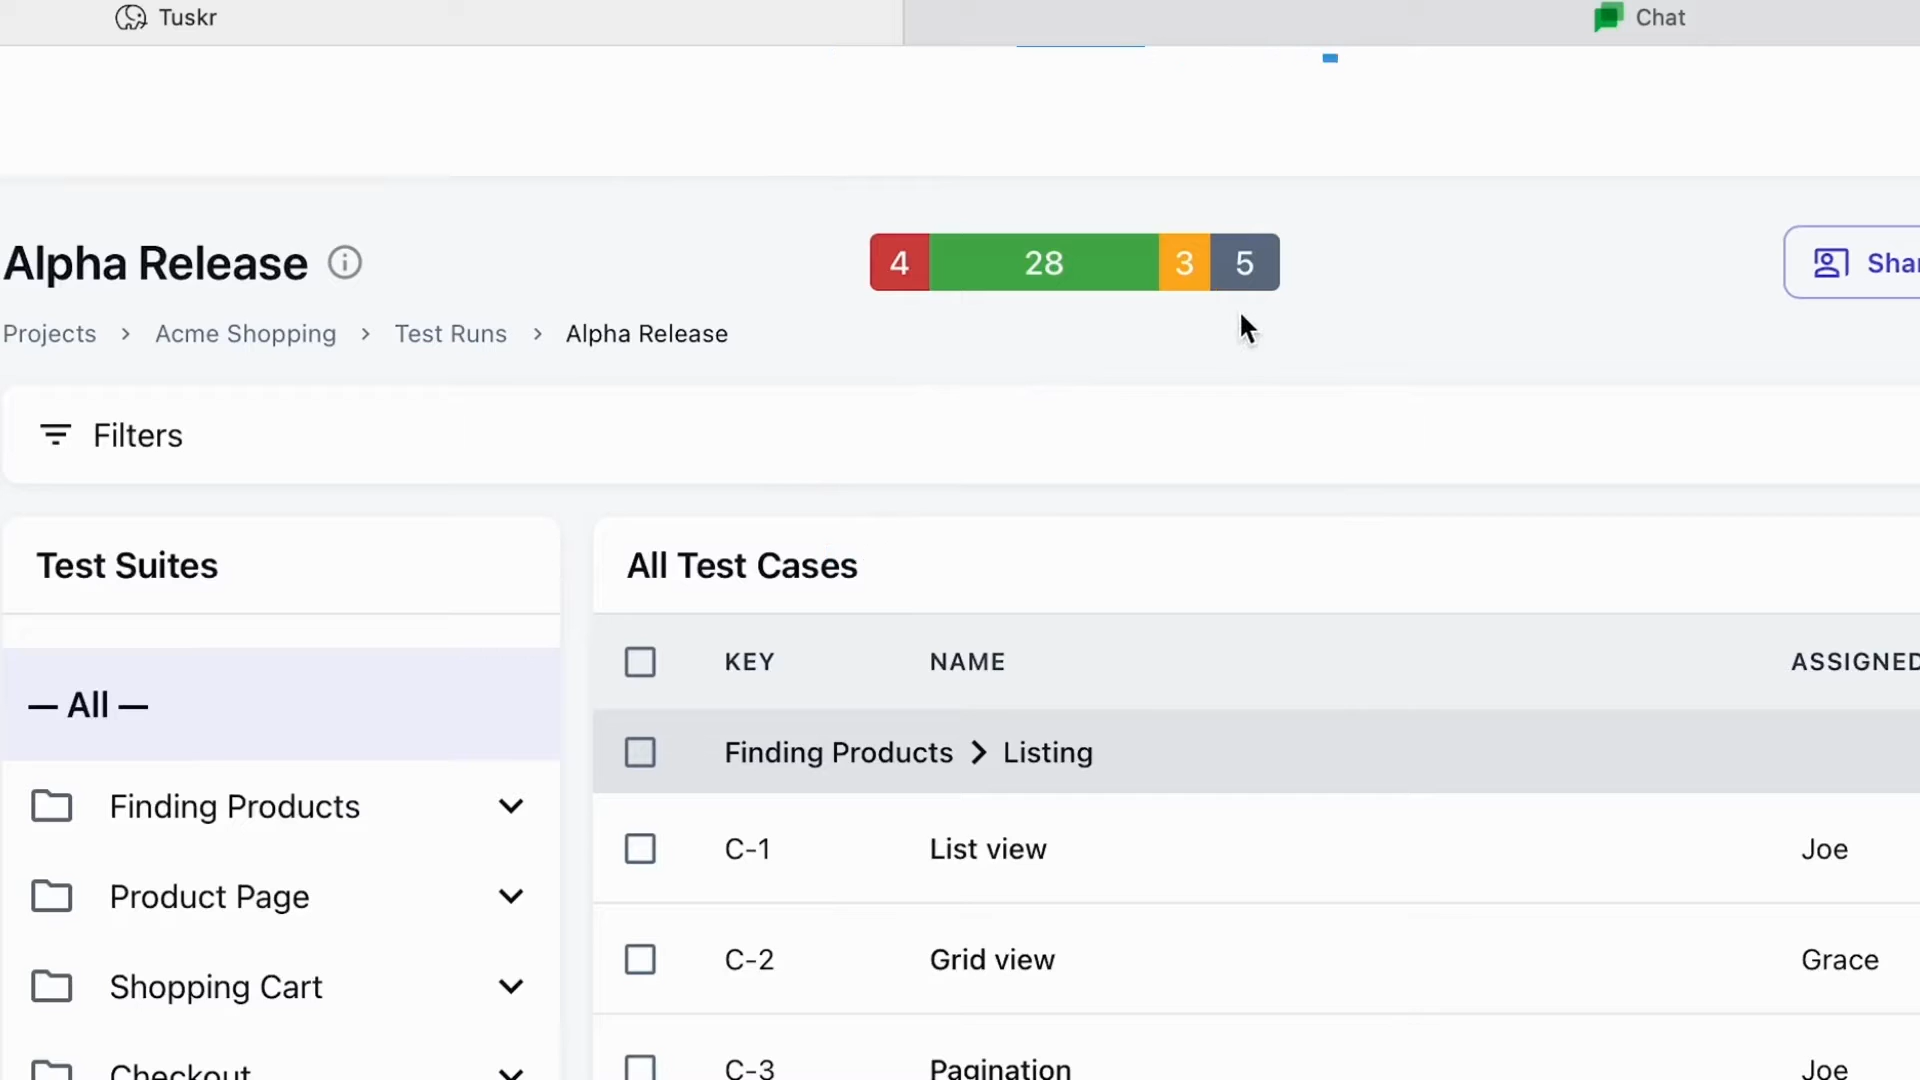 Tuskr
Chat
Alpha Release
4 28 3 5
Projects > Acme Shopping > Test Runs > Alpha Release
Filters
Test Suites
All Test Cases
KEY NAME ASSIGNED
— All —
Finding Products > Listing
Finding Products
C-1 List view Joe
Product Page
C-2 Grid view Grace
Shopping Cart
C-3 Pagination Joe
Checkout